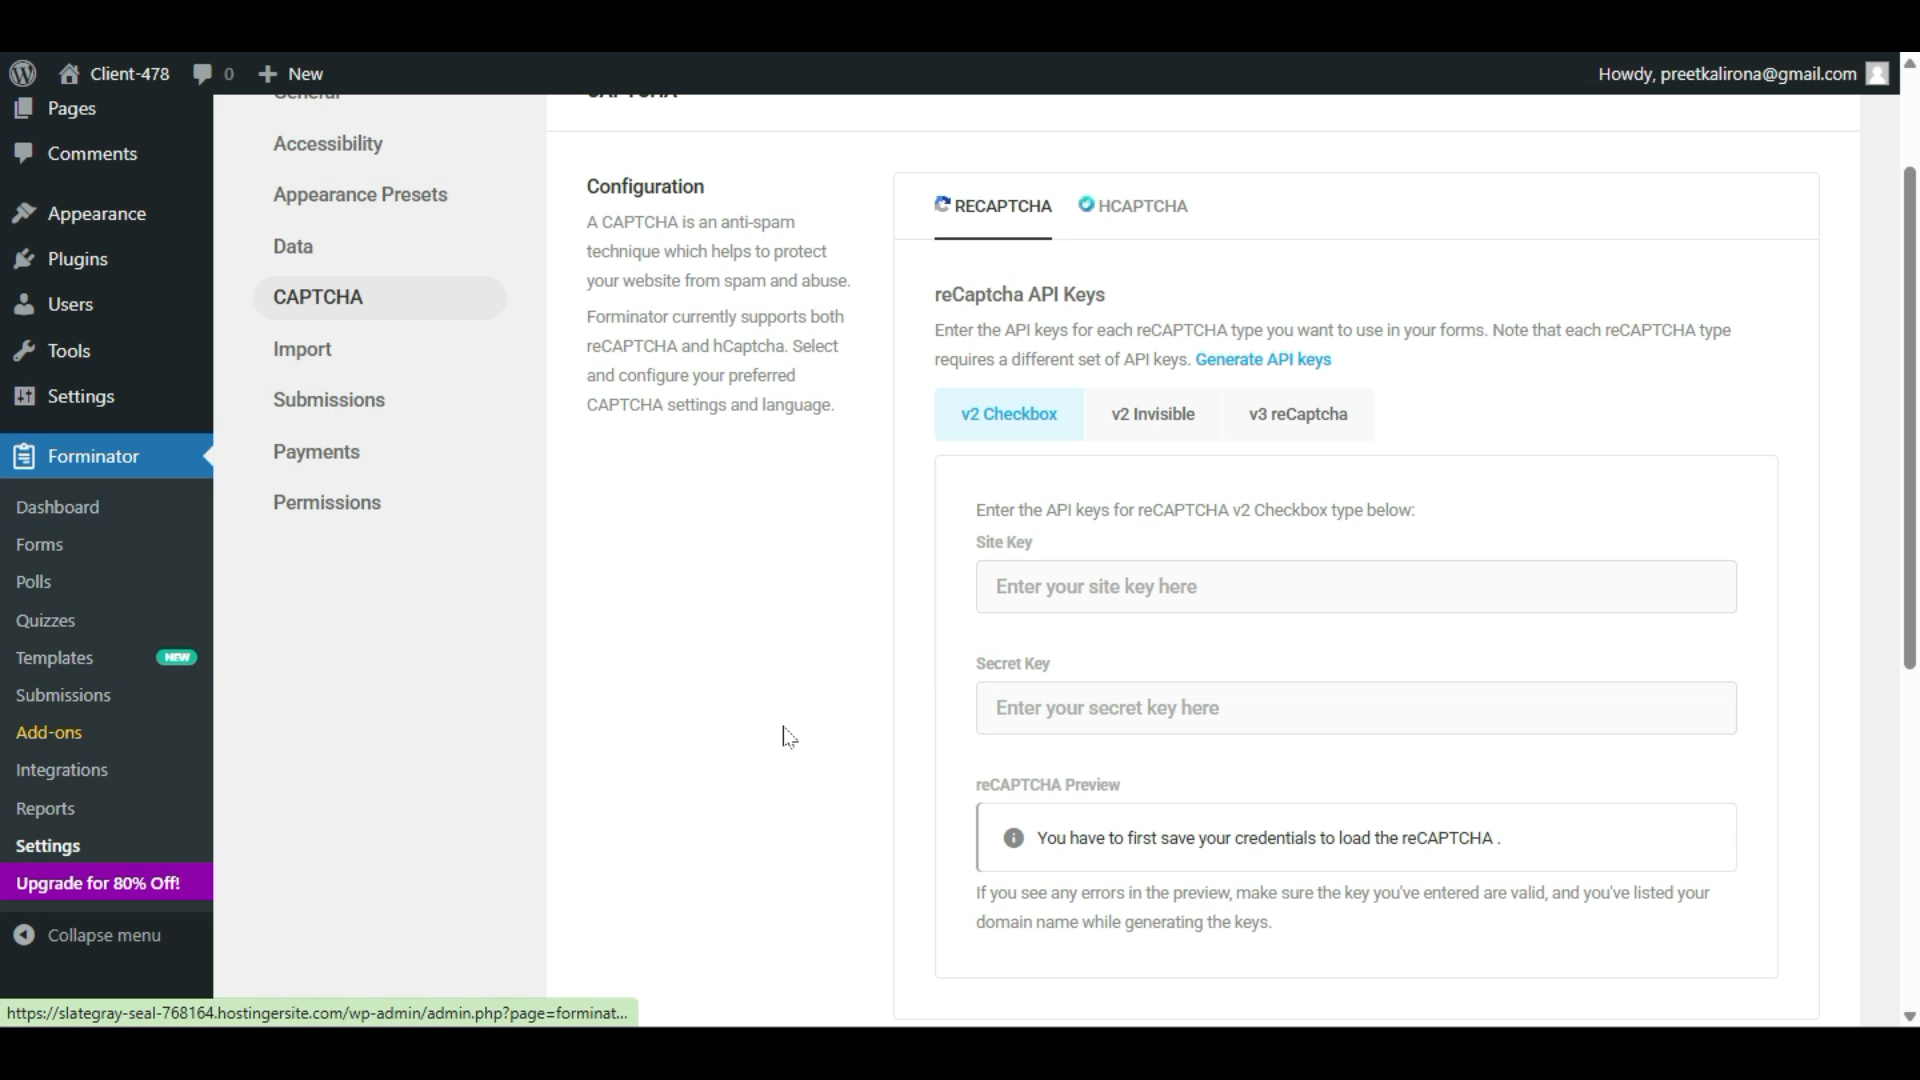 Client-478
0
New
Howdy, preetkalirona@gmail.com
Pages
Comments
Appearance
Plugins
Users
Tools
Settings
Forminator
Dashboard
Forms
Polls
Quizzes
Templates NEW
Submissions
Add-ons
Integrations
Reports
Settings
Upgrade for 80% Off!
Collapse menu
General
Accessibility
Appearance Presets
Data
CAPTCHA
Import
Submissions
Payments
Permissions
CAPTCHA
Configuration
A CAPTCHA is an anti-spam
technique which helps to protect
your website from spam and abuse.
Forminator currently supports both
reCAPTCHA and hCaptcha. Select
and configure your preferred
CAPTCHA settings and language.
RECAPTCHA
HCAPTCHA
reCaptcha API Keys
Enter the API keys for each reCAPTCHA type you want to use in your forms. Note that each reCAPTCHA type
requires a different set of API keys. Generate API keys
v2 Checkbox
v2 Invisible
v3 reCaptcha
Enter the API keys for reCAPTCHA v2 Checkbox type below:
Site Key
Enter your site key here
Secret Key
Enter your secret key here
reCAPTCHA Preview
You have to first save your credentials to load the reCAPTCHA .
If you see any errors in the preview, make sure the key you've entered are valid, and you've listed your
domain name while generating the keys.
https://slategray-seal-768164.hostingersite.com/wp-admin/admin.php?page=forminat...